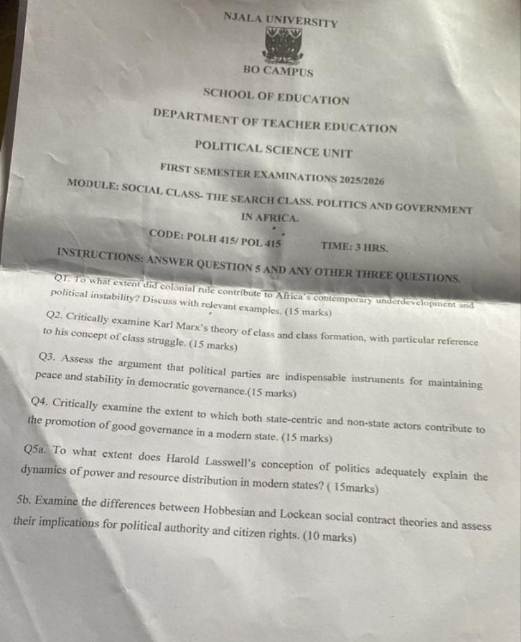 NJALA UNIVERSITY
BO CAMPUS
SCHOOL OF EDUCATION
DEPARTMENT OF TEACHER EDUCATION
POLITICAL SCIENCE UNIT
FIRST SEMESTER EXAMINATIONS 2025/2026
MODULE: SOCIAL CLASS- THE SEARCH CLASS. POLITICS AND GOVERNMENT
IN AFRICA.
CODE: POLH 415/ POL 415 TIME: 3 HRS.
INSTRUCTIONS: ANSWER QUESTION 5 AND ANY OTHER THREE QUESTIONS.
Q1. To what extent did colonial rule contribute to Africa's contemporary underdevelopment and
political instability? Discuss with relevant examples. (15 marks)
Q2. Critically examine Karl Marx's theory of class and class formation, with particular reference
to his concept of class struggle. (15 marks)
Q3. Assess the argument that political parties are indispensable instruments for maintaining
peace and stability in democratic governance.(15 marks)
Q4. Critically examine the extent to which both state-centric and non-state actors contribute to
the promotion of good governance in a modern state. (15 marks)
Q5a. To what extent does Harold Lasswell's conception of politics adequately explain the
dynamics of power and resource distribution in modern states? ( 15marks)
5b. Examine the differences between Hobbesian and Lockean social contract theories and assess
their implications for political authority and citizen rights. (10 marks)